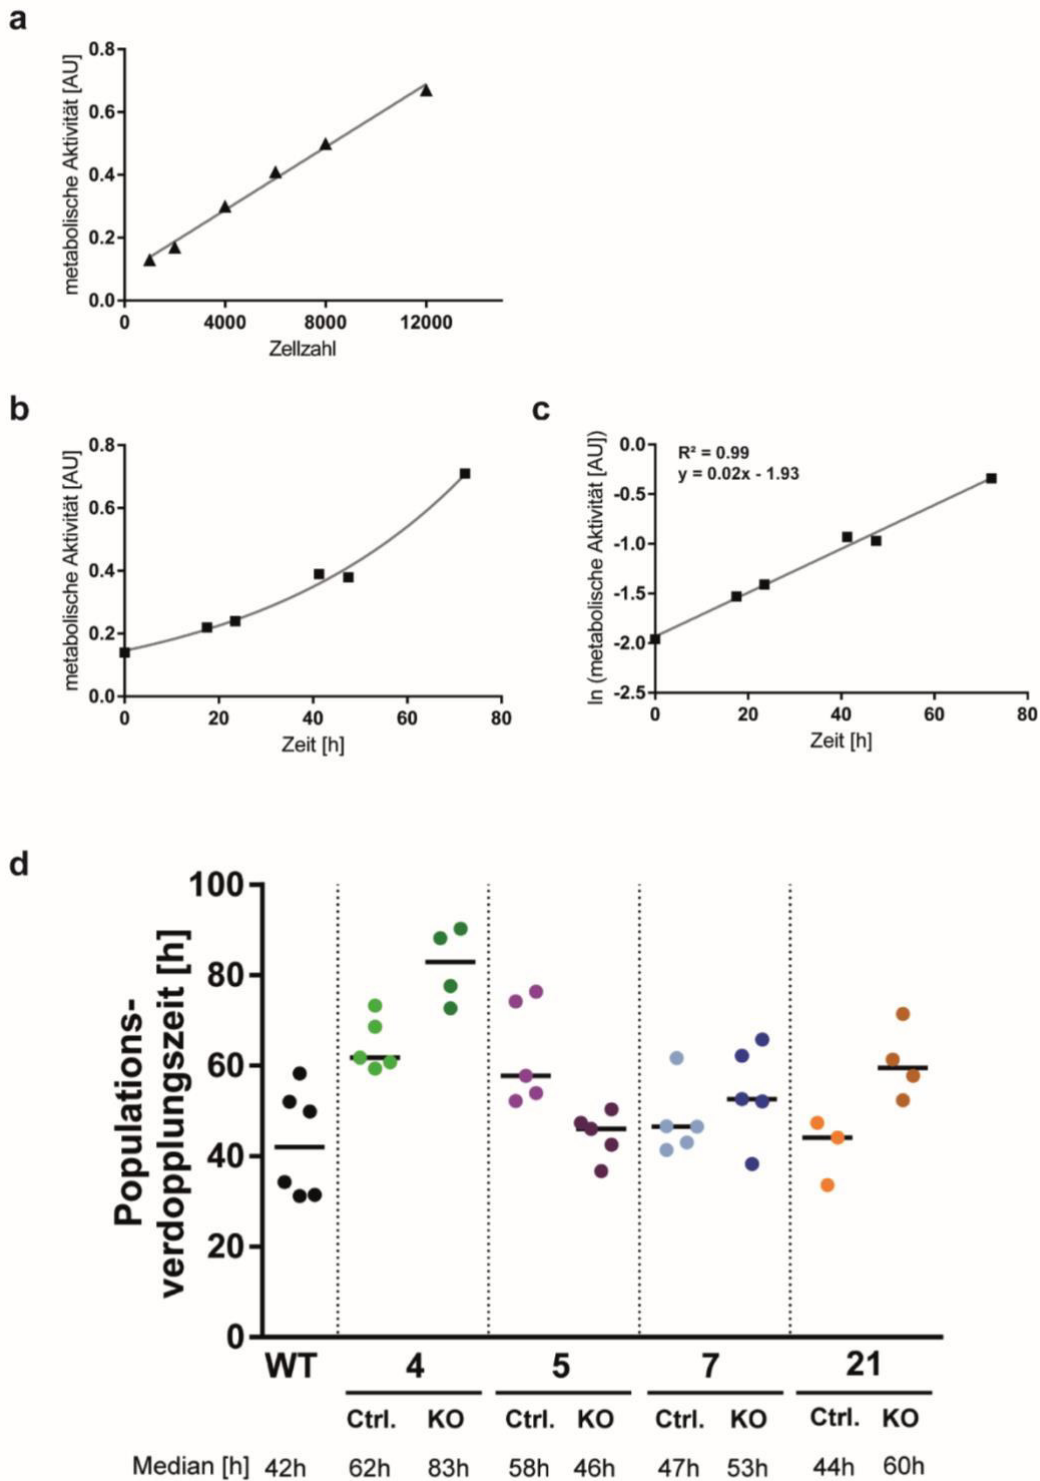 a
metabolische Aktivität [AU]
0.8
0.6
0.4
0.2
0.0
0 4000 8000 12000
Zellzahl
b
metabolische Aktivität [AU]
0.8
0.6
0.4
0.2
0.0
0 20 40 60 80
Zeit [h]
c
ln (metabolische Aktivität [AU])
0.0
-0.5
-1.0
-1.5
-2.0
-2.5
R² = 0.99
y = 0.02x - 1.93
0 20 40 60 80
Zeit [h]
d
Populations-
verdopplungszeit [h]
100
80
60
40
20
0
WT 4 5 7 21
Ctrl. KO Ctrl. KO Ctrl. KO Ctrl. KO
Median [h] 42h 62h 83h 58h 46h 47h 53h 44h 60h